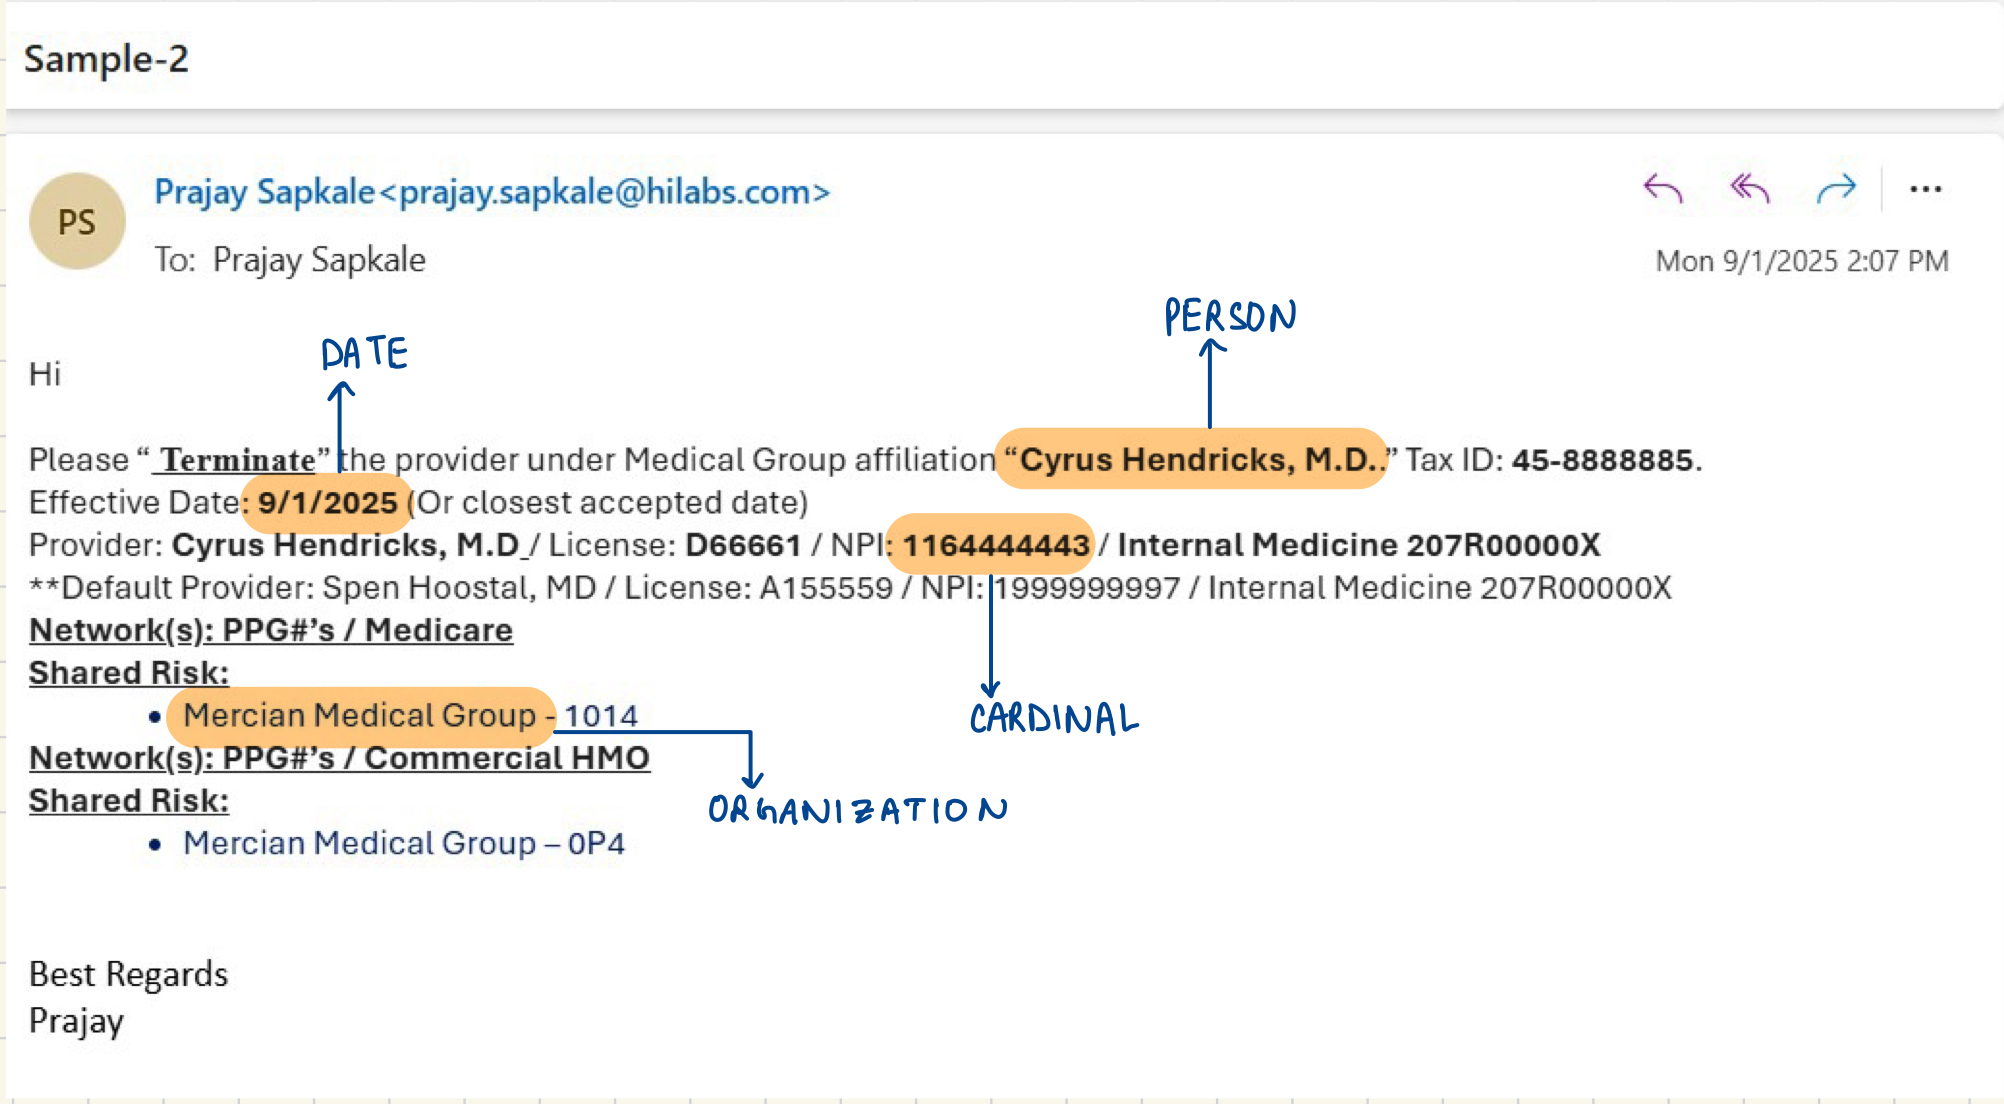 Sample-2
PS
Prajay Sapkale<prajay.sapkale@hilabs.com>
To: Prajay Sapkale
Mon 9/1/2025 2:07 PM
PERSON
DATE
Hi
Please “ Terminate” the provider under Medical Group affiliation “Cyrus Hendricks, M.D..” Tax ID: 45-8888885.
Effective Date: 9/1/2025 (Or closest accepted date)
Provider: Cyrus Hendricks, M.D / License: D66661 / NPI: 1164444443 / Internal Medicine 207R00000X
**Default Provider: Spen Hoostal, MD / License: A155559 / NPI: 1999999997 / Internal Medicine 207R00000X
Network(s): PPG#’s / Medicare
Shared Risk:
• Mercian Medical Group - 1014
CARDINAL
Network(s): PPG#’s / Commercial HMO
Shared Risk:
ORGANIZATION
• Mercian Medical Group – 0P4
Best Regards
Prajay